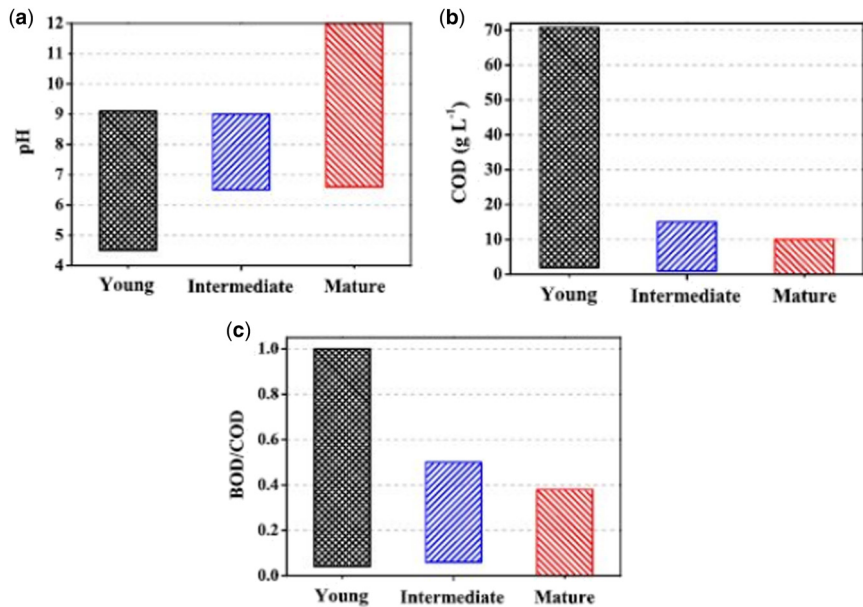 (a)
12
11
10
9
8
7
6
5
4
pH
Young Intermediate Mature
(b)
70
60
50
40
30
20
10
0
COD (g L⁻¹)
Young Intermediate Mature
(c)
1.0
0.8
0.6
0.4
0.2
0.0
BOD/COD
Young Intermediate Mature